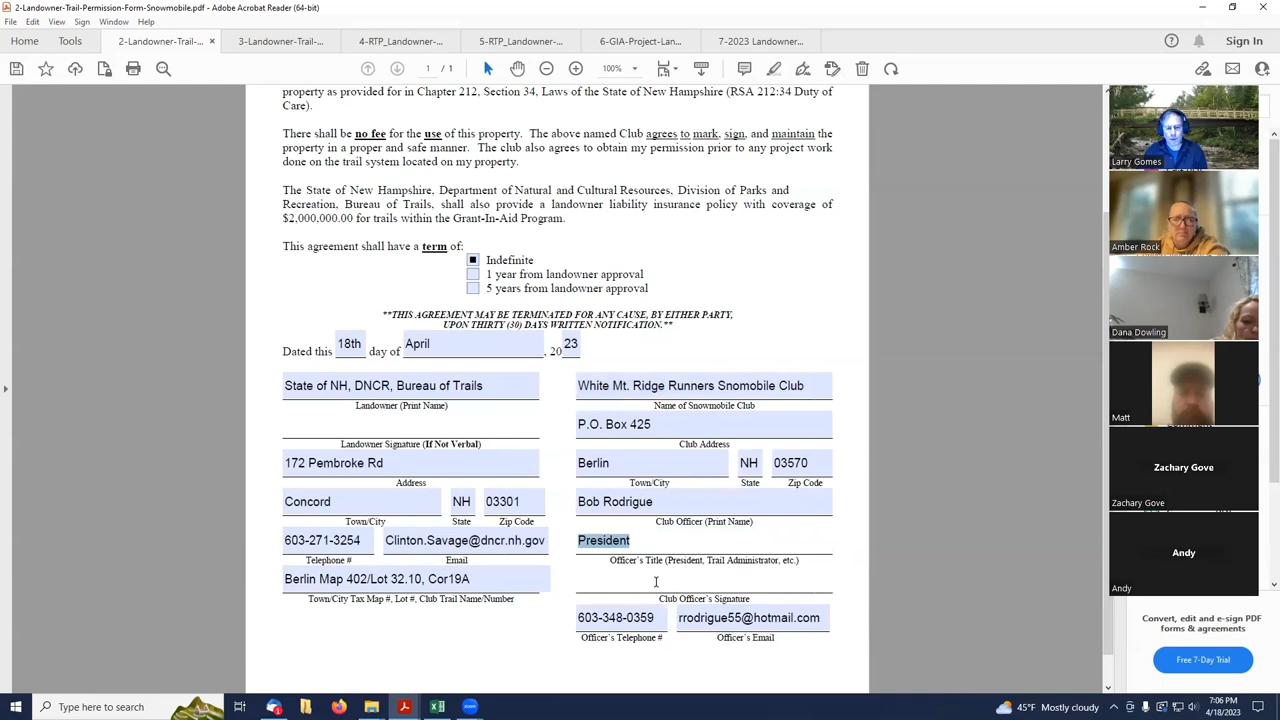 2-Landowner-Trail-Permission-Form-Snowmobile.pdf - Adobe Acrobat Reader (64-bit)
File Edit View Sign Window Help
Home Tools 2-Landowner-Trail-... × 3-Landowner-Trail-... 4-RTP_Landowner-... 5-RTP_Landowner-... 6-GIA-Project-Lan... 7-2023 Landowner... Sign In
1 / 1 100%
property as provided for in Chapter 212, Section 34, Laws of the State of New Hampshire (RSA 212:34 Duty of
Care).
There shall be no fee for the use of this property. The above named Club agrees to mark, sign, and maintain the
property in a proper and safe manner. The club also agrees to obtain my permission prior to any project work
done on the trail system located on my property.
The State of New Hampshire, Department of Natural and Cultural Resources, Division of Parks and
Recreation, Bureau of Trails, shall also provide a landowner liability insurance policy with coverage of
$2,000,000.00 for trails within the Grant-In-Aid Program.
This agreement shall have a term of:
Indefinite
1 year from landowner approval
5 years from landowner approval
**THIS AGREEMENT MAY BE TERMINATED FOR ANY CAUSE, BY EITHER PARTY,
UPON THIRTY (30) DAYS WRITTEN NOTIFICATION.**
Dated this 18th day of April , 20 23
State of NH, DNCR, Bureau of Trails White Mt. Ridge Runners Snomobile Club
Landowner (Print Name) Name of Snowmobile Club
P.O. Box 425
Landowner Signature (If Not Verbal) Club Address
172 Pembroke Rd Berlin NH 03570
Address Town/City State Zip Code
Concord NH 03301 Bob Rodrigue
Town/City State Zip Code Club Officer (Print Name)
603-271-3254 Clinton.Savage@dncr.nh.gov President
Telephone # Email Officer's Title (President, Trail Administrator, etc.)
Berlin Map 402/Lot 32.10, Cor19A
Town/City Tax Map #, Lot #, Club Trail Name/Number Club Officer's Signature
603-348-0359 rrodrigue55@hotmail.com
Officer's Telephone # Officer's Email
Larry Gomes
Amber Rock
Dana Dowling
Matt
Zachary Gove
Zachary Gove
Andy
Andy
Convert, edit and e-sign PDF
forms & agreements
Free 7-Day Trial
Type here to search
45°F Mostly cloudy
7:06 PM
4/18/2023